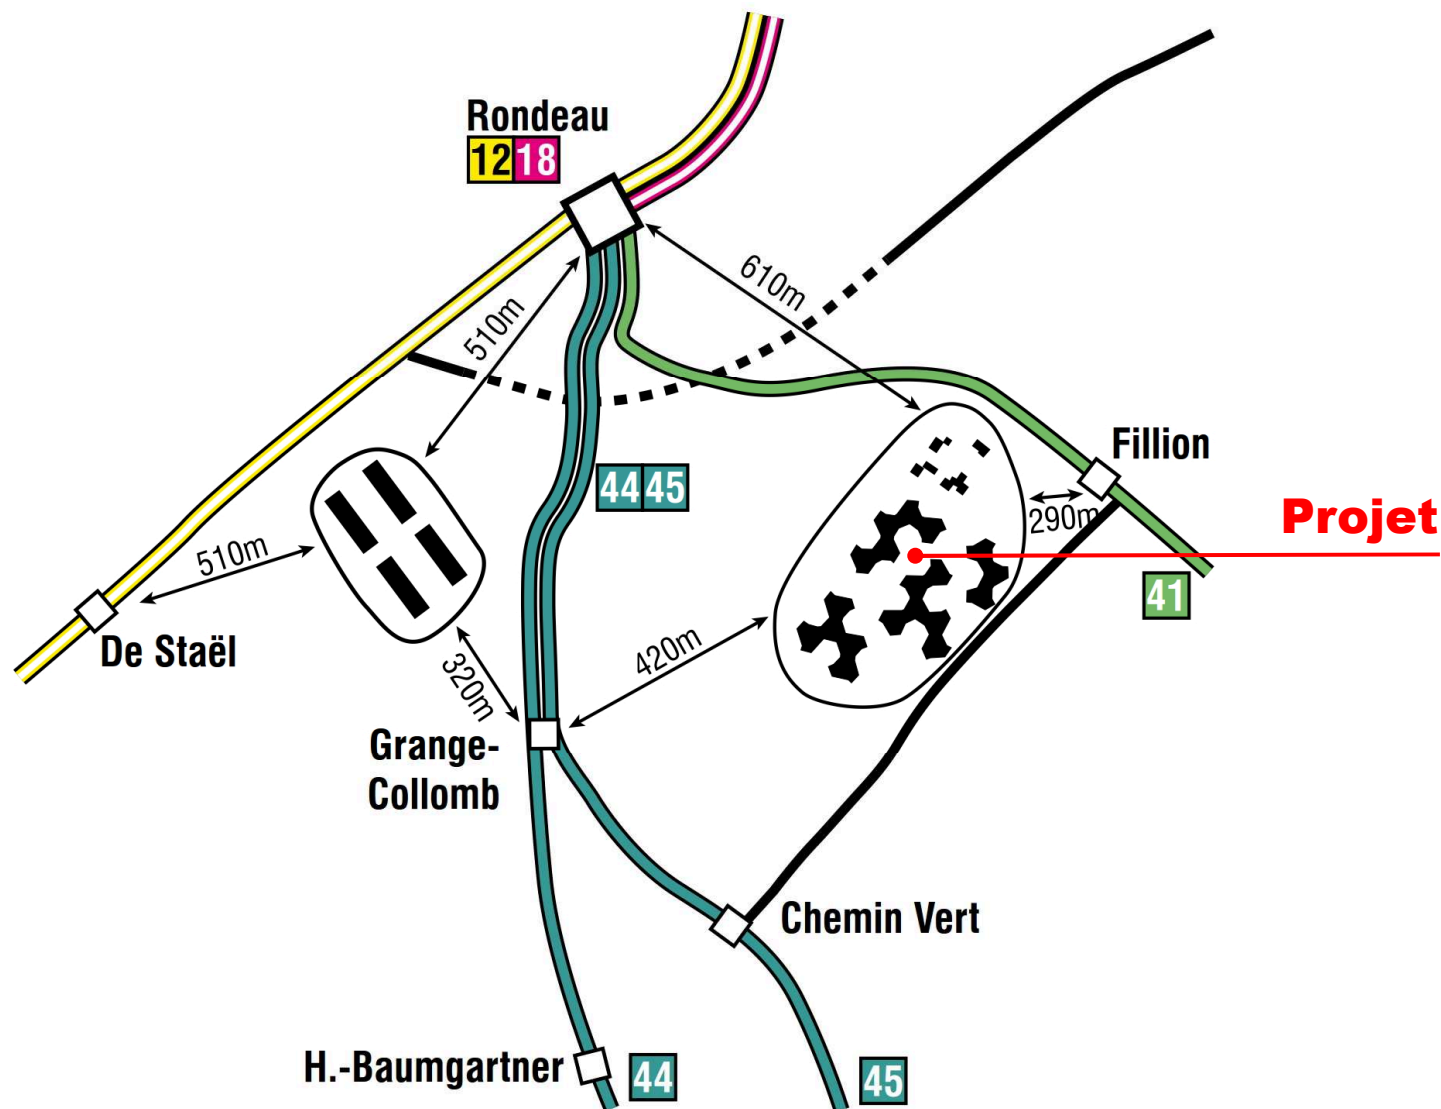 Rondeau
12 18
610m
510m
Fillion
44 45
290m
Projet
510m
41
De Staël
420m
320m
Grange-
Collomb
Chemin Vert
H.-Baumgartner
44
45